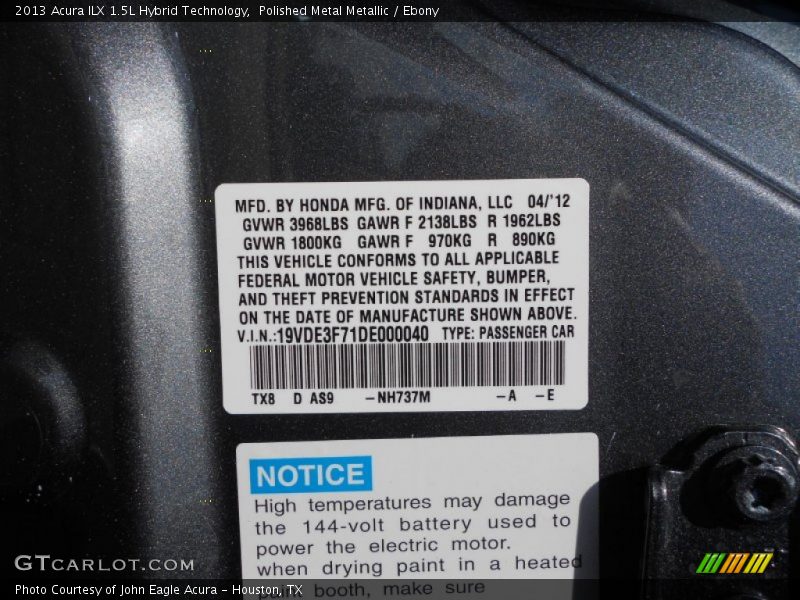 2013 Acura ILX 1.5L Hybrid Technology,  Polished Metal Metallic / Ebony
MFD. BY HONDA MFG. OF INDIANA, LLC 04/'12
GVWR 3968LBS GAWR F 2138LBS R 1962LBS
GVWR 1800KG GAWR F 970KG R 890KG
THIS VEHICLE CONFORMS TO ALL APPLICABLE
FEDERAL MOTOR VEHICLE SAFETY, BUMPER,
AND THEFT PREVENTION STANDARDS IN EFFECT
ON THE DATE OF MANUFACTURE SHOWN ABOVE.
V.I.N.:19VDE3F71DE000040 TYPE: PASSENGER CAR
TX8 D AS9 -NH737M -A -E
NOTICE
High temperatures may damage
the 144-volt battery used to
power the electric motor.
when drying paint in a heated
booth, make sure
GTCARLOT.COM
Photo Courtesy of John Eagle Acura - Houston,TX